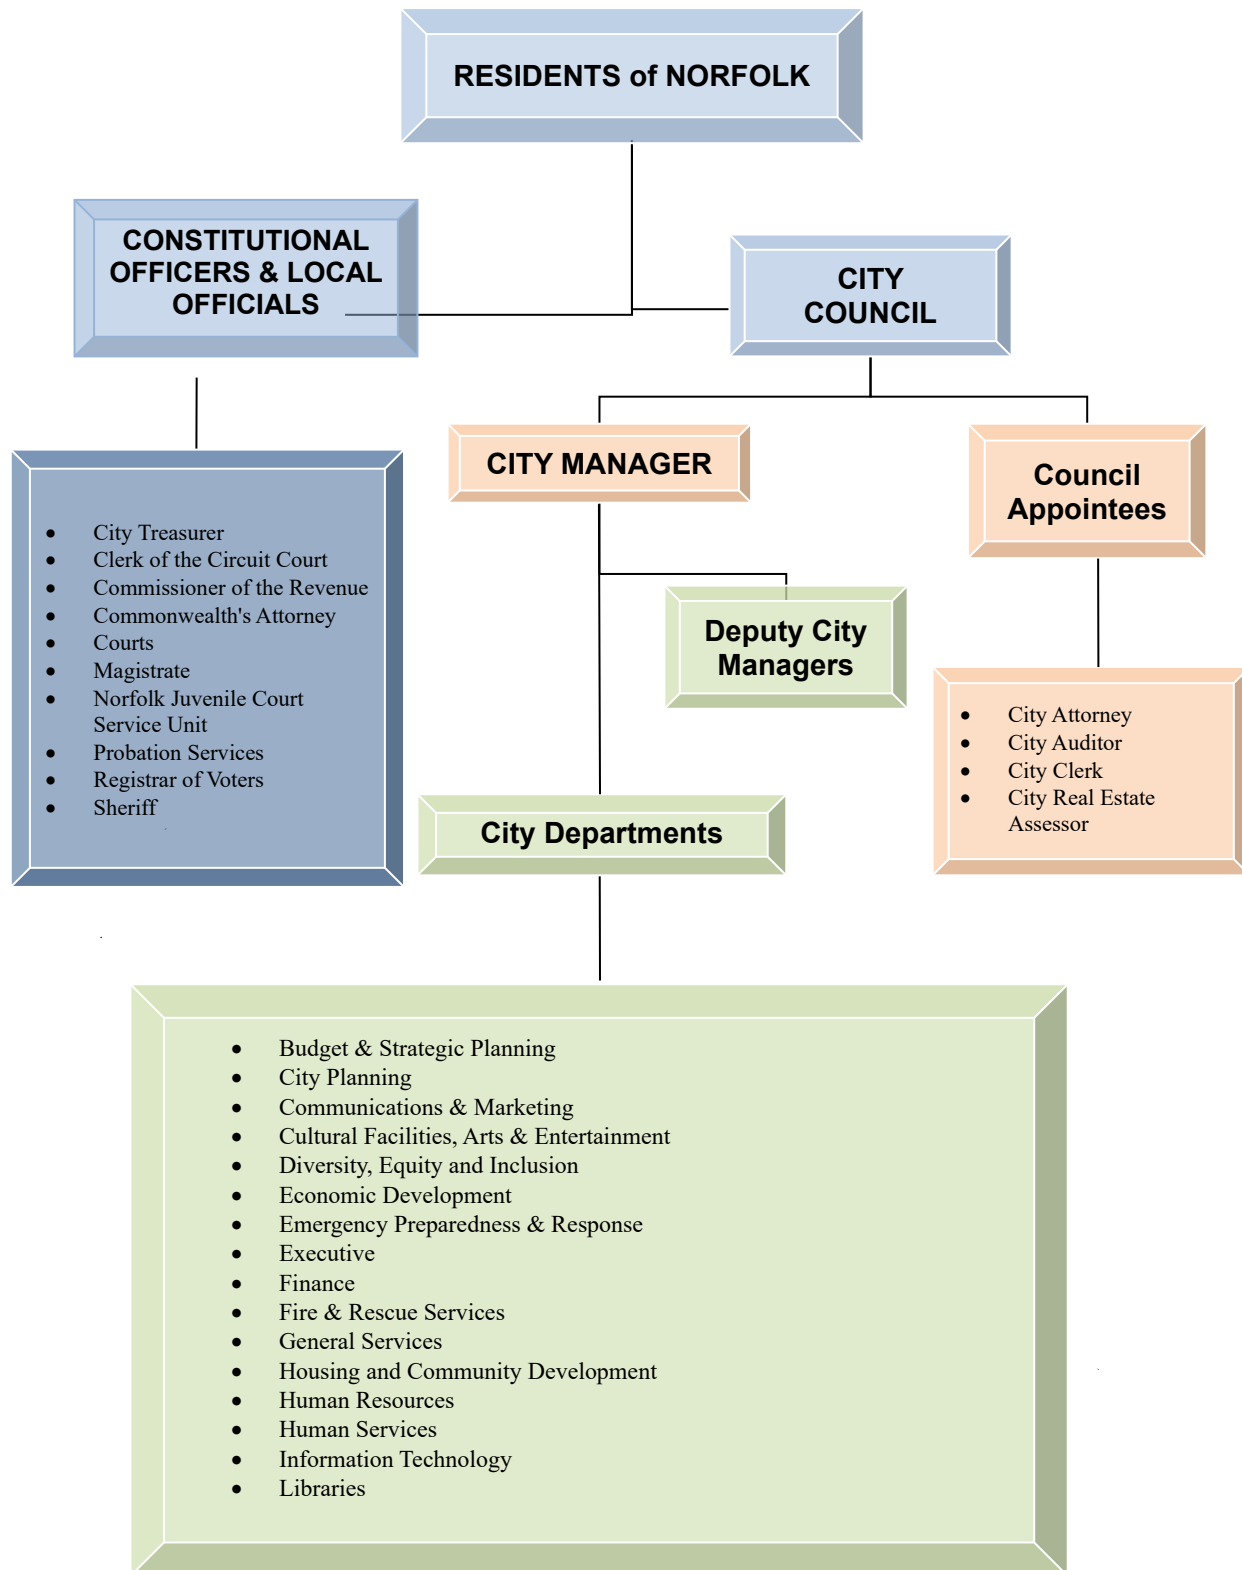 RESIDENTS of NORFOLK
CONSTITUTIONAL
OFFICERS & LOCAL
OFFICIALS
CITY
COUNCIL
CITY MANAGER
Council
Appointees
Deputy City
Managers
• City Treasurer
• Clerk of the Circuit Court
• Commissioner of the Revenue
• Commonwealth's Attorney
• Courts
• Magistrate
• Norfolk Juvenile Court
Service Unit
• Probation Services
• Registrar of Voters
• Sheriff
• City Attorney
• City Auditor
• City Clerk
• City Real Estate
Assessor
City Departments
• Budget & Strategic Planning
• City Planning
• Communications & Marketing
• Cultural Facilities, Arts & Entertainment
• Diversity, Equity and Inclusion
• Economic Development
• Emergency Preparedness & Response
• Executive
• Finance
• Fire & Rescue Services
• General Services
• Housing and Community Development
• Human Resources
• Human Services
• Information Technology
• Libraries